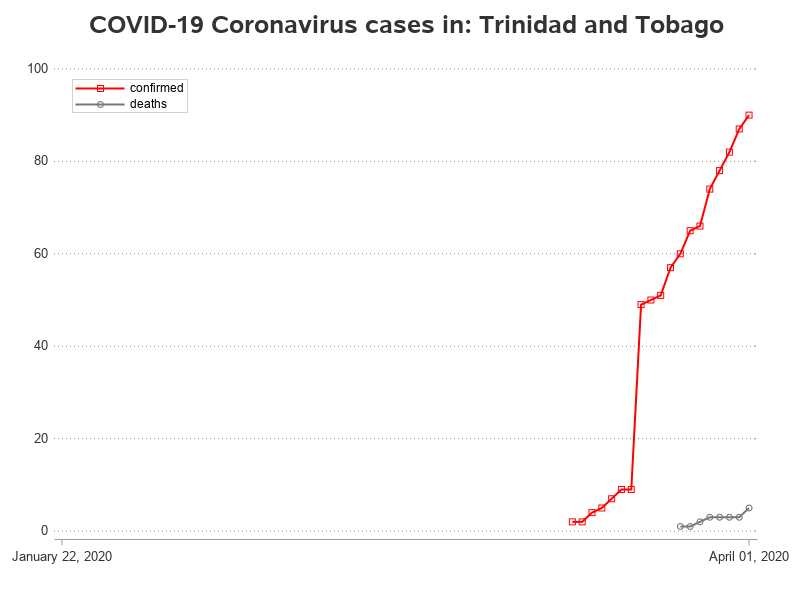 COVID-19 Coronavirus cases in: Trinidad and Tobago
100
confirmed
deaths
80
60
40
20
0
January 22, 2020
April 01, 2020